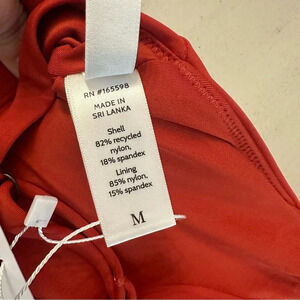 RN #165598
MADE IN
SRI LANKA
Shell
82% recycled
nylon,
18% spandex
Lining
85% nylon,
15% spandex
M